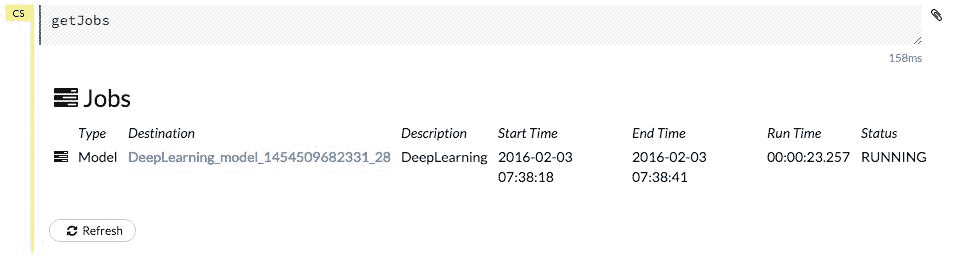 CS
getJobs
158ms
Jobs
Type Destination Description Start Time End Time Run Time Status
Model DeepLearning_model_1454509682331_28 DeepLearning 2016-02-03 2016-02-03 00:00:23.257 RUNNING
07:38:18 07:38:41
Refresh